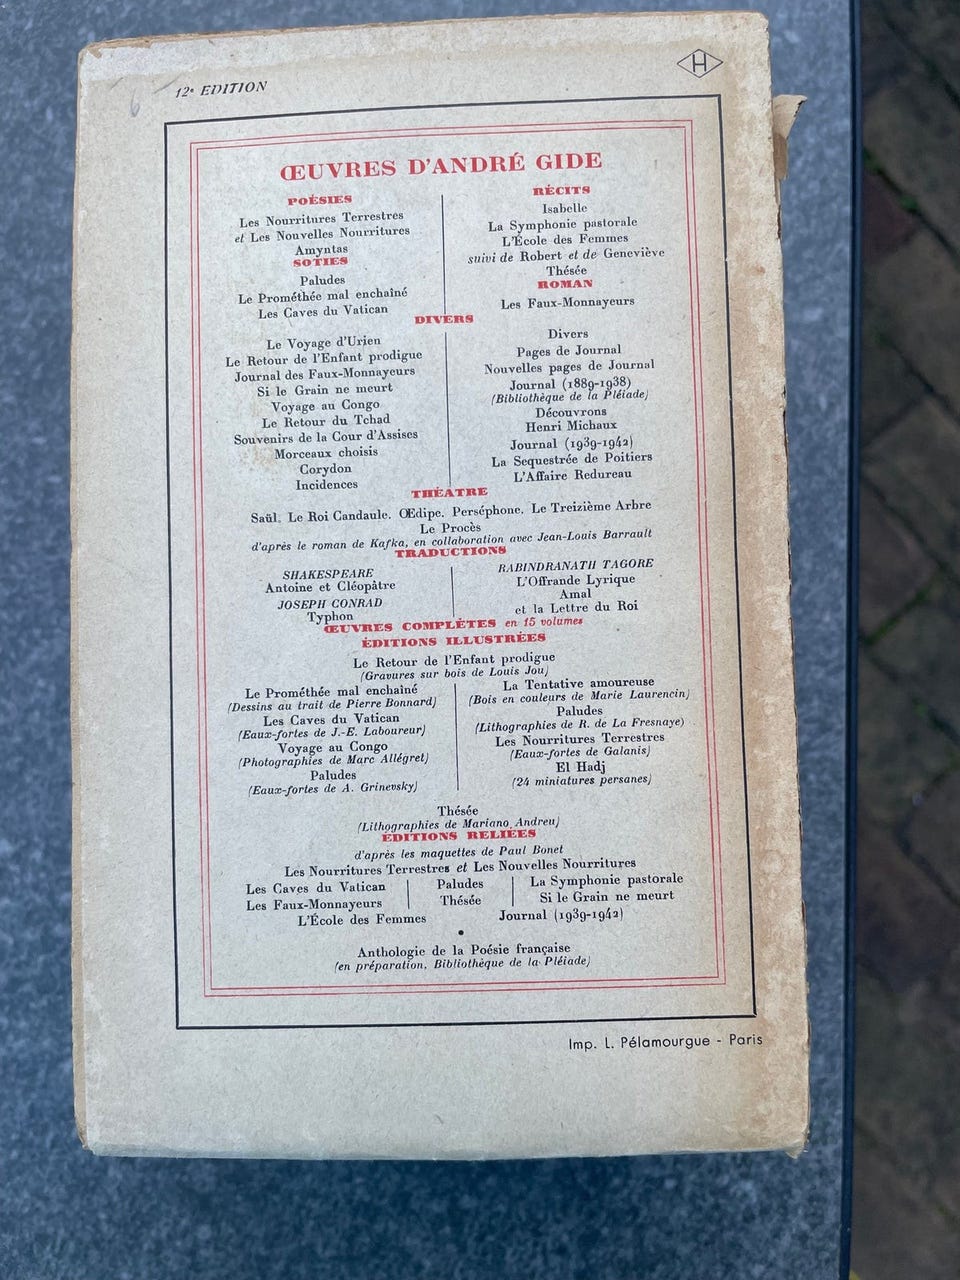 12e EDITION
H
ŒUVRES D'ANDRÉ GIDE
POÉSIES
Les Nourritures Terrestres
et Les Nouvelles Nourritures
Amyntas
SOTIES
Paludes
Le Prométhée mal enchaîné
Les Caves du Vatican
RÉCITS
Isabelle
La Symphonie pastorale
L'École des Femmes
suivi de Robert et de Geneviève
Thésée
ROMAN
Les Faux-Monnayeurs
DIVERS
Le Voyage d'Urien
Le Retour de l'Enfant prodigue
Journal des Faux-Monnayeurs
Si le Grain ne meurt
Voyage au Congo
Le Retour du Tchad
Souvenirs de la Cour d'Assises
Morceaux choisis
Corydon
Incidences
Divers
Pages de Journal
Nouvelles pages de Journal
Journal (1889-1938)
(Bibliothèque de la Pléiade)
Découvrons
Henri Michaux
Journal (1939-1942)
La Sequestrée de Poitiers
L'Affaire Redureau
THÉATRE
Saül. Le Roi Candaule. Œdipe. Perséphone. Le Treizième Arbre
Le Procès
d'après le roman de Kafka, en collaboration avec Jean-Louis Barrault
TRADUCTIONS
SHAKESPEARE
Antoine et Cléopâtre
JOSEPH CONRAD
Typhon
RABINDRANATH TAGORE
L'Offrande Lyrique
Amal
et la Lettre du Roi
ŒUVRES COMPLÈTES en 15 volumes
ÉDITIONS ILLUSTRÉES
Le Retour de l'Enfant prodigue
(Gravures sur bois de Louis Jou)
Le Prométhée mal enchaîné
(Dessins au trait de Pierre Bonnard)
Les Caves du Vatican
(Eaux-fortes de J.-E. Laboureur)
Voyage au Congo
(Photographies de Marc Allégret)
Paludes
(Eaux-fortes de A. Grinevsky)
La Tentative amoureuse
(Bois en couleurs de Marie Laurencin)
Paludes
(Lithographies de R. de La Fresnaye)
Les Nourritures Terrestres
(Eaux-fortes de Galanis)
El Hadj
(24 miniatures persanes)
Thésée
(Lithographies de Mariano Andreu)
EDITIONS RELIÉES
d'après les maquettes de Paul Bonet
Les Nourritures Terrestres et Les Nouvelles Nourritures
Les Caves du Vatican | Paludes | La Symphonie pastorale
Les Faux-Monnayeurs | Thésée | Si le Grain ne meurt
L'École des Femmes Journal (1939-1942)
Anthologie de la Poésie française
(en préparation, Bibliothèque de la Pléiade)
Imp. L. Pélamourgue - Paris